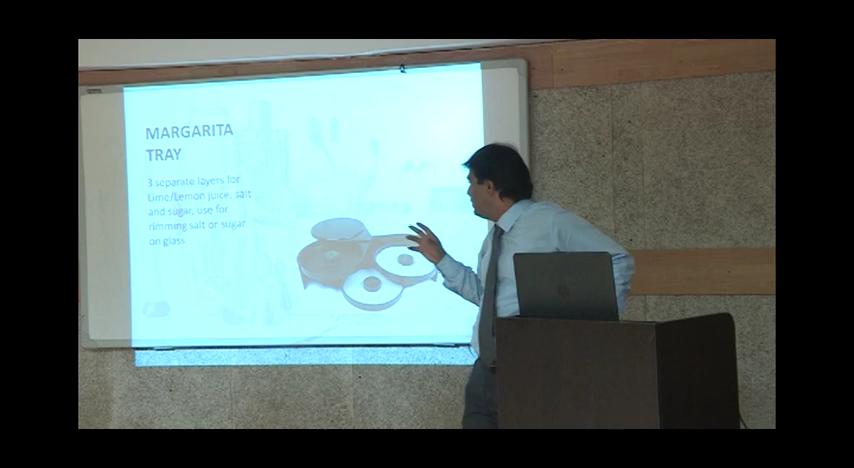 MARGARITA
TRAY
3 separate layers for
Lime/Lemon juice, salt
and sugar, use for
rimming salt or sugar
on glass